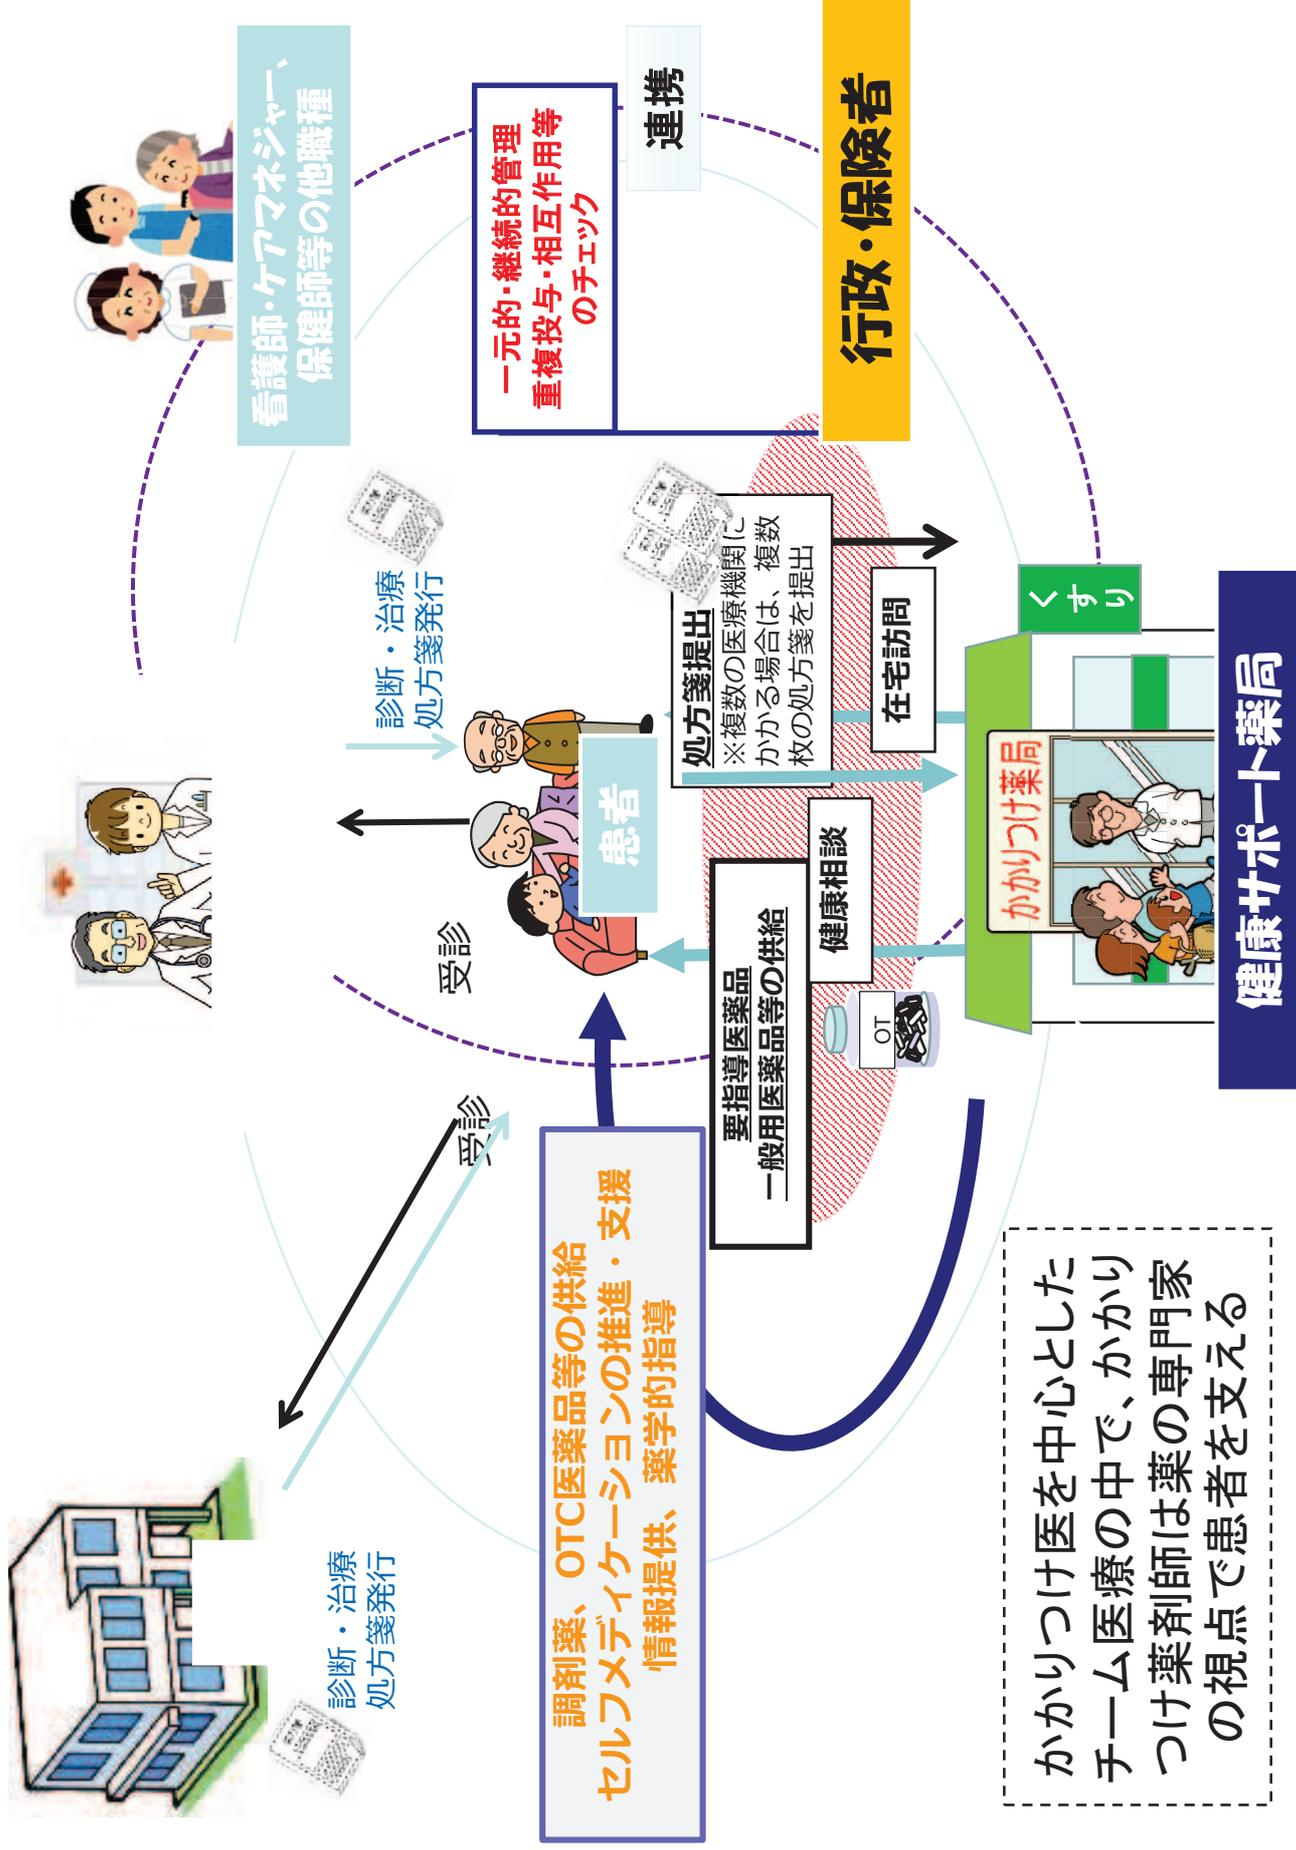 診断・治療
処方箋発行
受診
受診
診断・治療
処方箋発行
看護師・ケアマネジャー、
保健師等の他職種
調剤薬、OTC医薬品等の供給
セルフメディケーションの推進・支援
情報提供、薬学的指導
患者
一元的・継続的管理
重複投与・相互作用等
のチェック
連携
要指導医薬品
一般用医薬品等の供給
健康相談
OT
処方箋提出
※複数の医療機関に
かかる場合は、複数
枚の処方箋を提出
在宅訪問
行政・保険者
かかりつけ薬局
くすり
健康サポート薬局
かかりつけ医を中心とした
チーム医療の中で、かかり
つけ薬剤師は薬の専門家
の視点で患者を支える